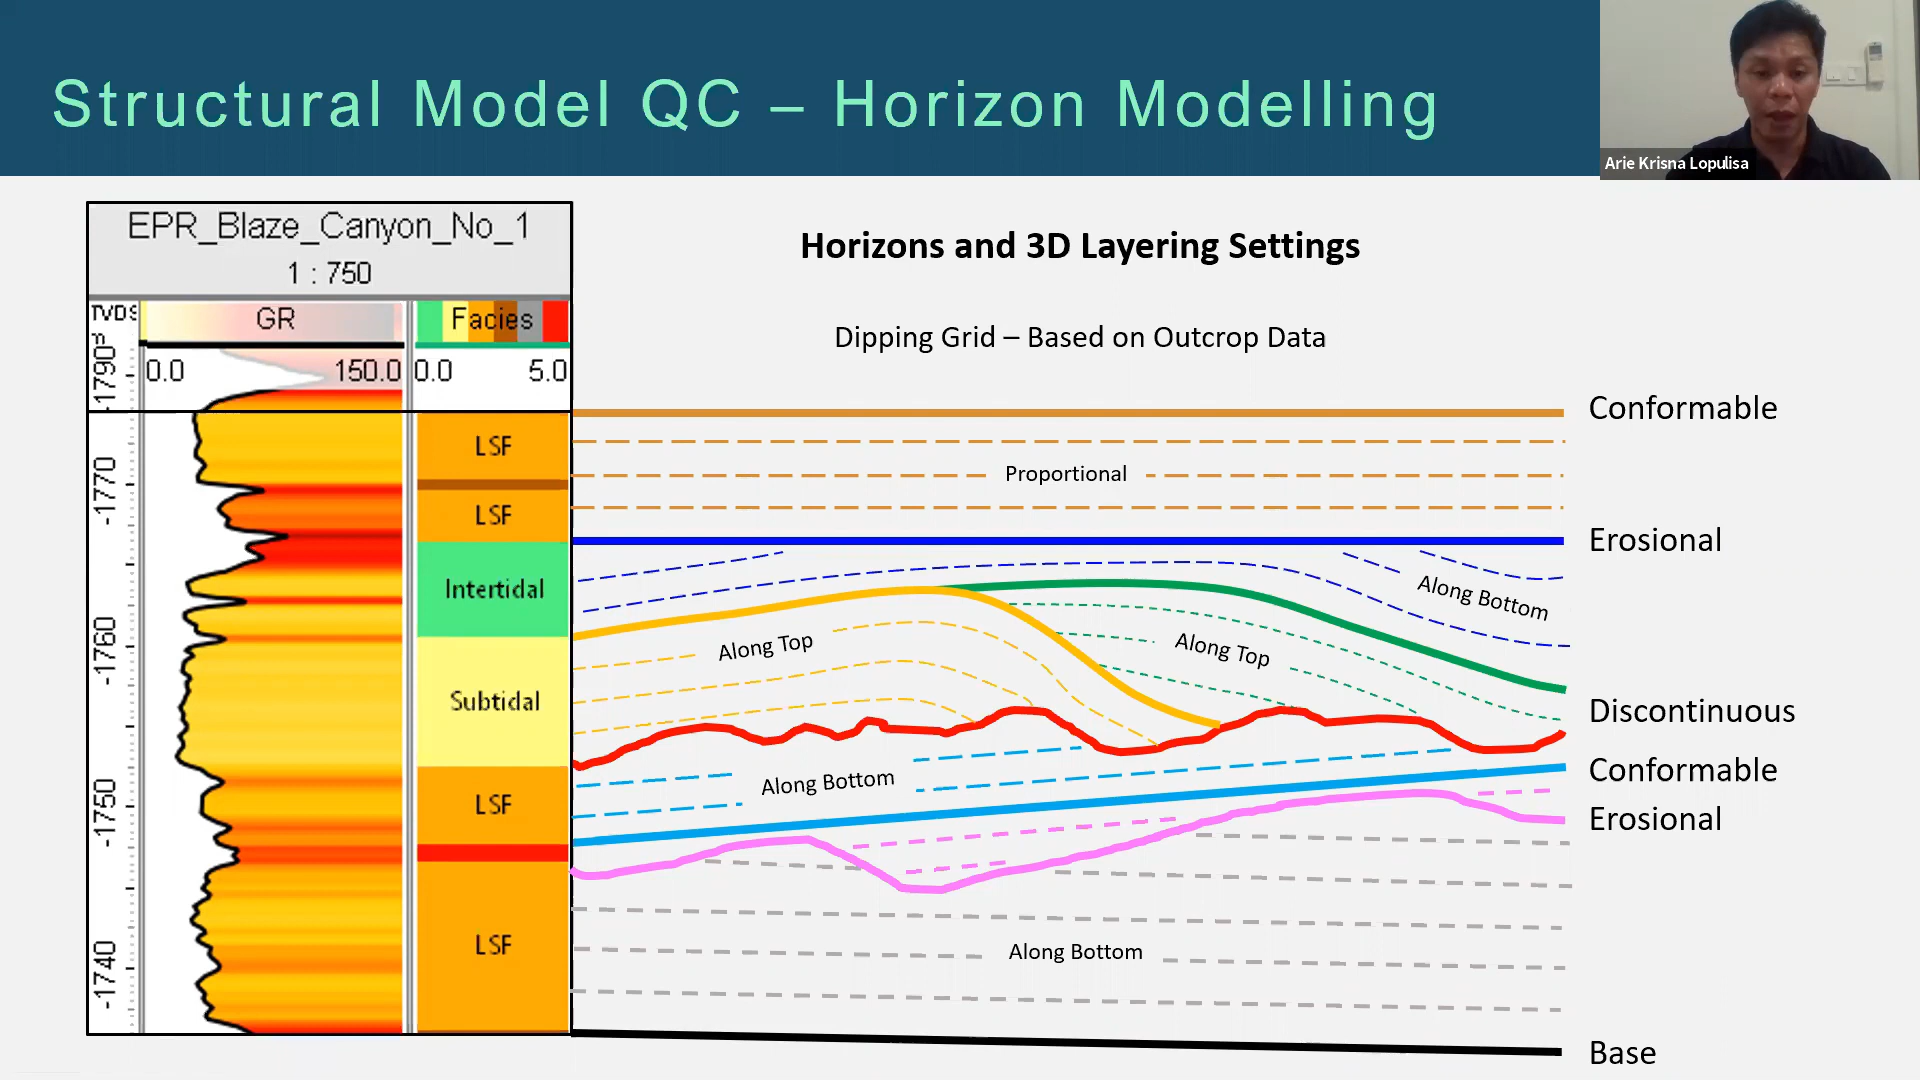 Structural Model QC – Horizon Modelling
Arie Krisna Lopulisa
EPR_Blaze_Canyon_No_1
1 : 750
TVDS
GR
Facies
0.0 150.0 0.0 5.0
Horizons and 3D Layering Settings
Dipping Grid – Based on Outcrop Data
-1790
-1770
-1760
-1750
-1740
LSF
LSF
Intertidal
Subtidal
LSF
LSF
Conformable
Proportional
Erosional
Along Bottom
Along Top
Along Top
Discontinuous
Along Bottom
Conformable
Erosional
Along Bottom
Base